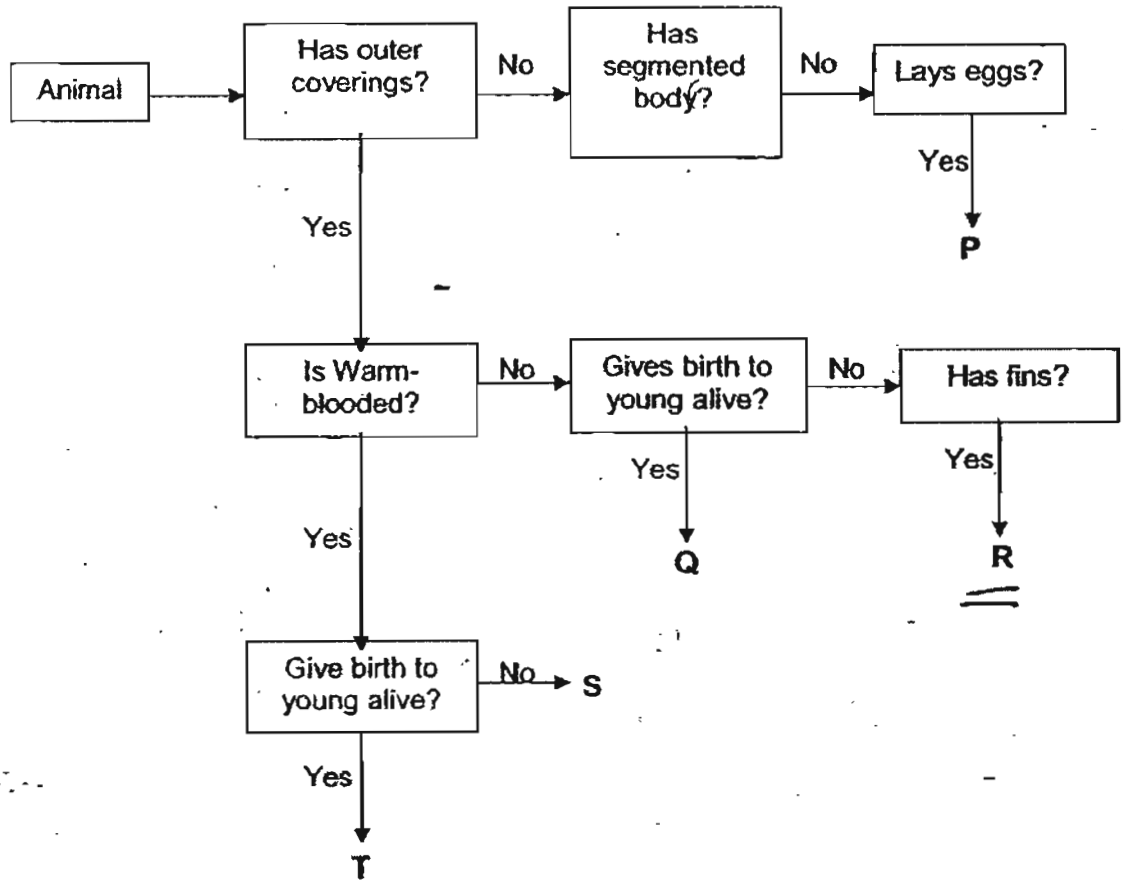 Animal
Has outer
coverings?
No
Has
segmented
body?
No
Lays eggs?
Yes
P
Yes
Is Warm-
blooded?
No
Gives birth to
young alive?
No
Has fins?
Yes
Q
Yes
R
Yes
Give birth to
young alive?
No
S
Yes
T